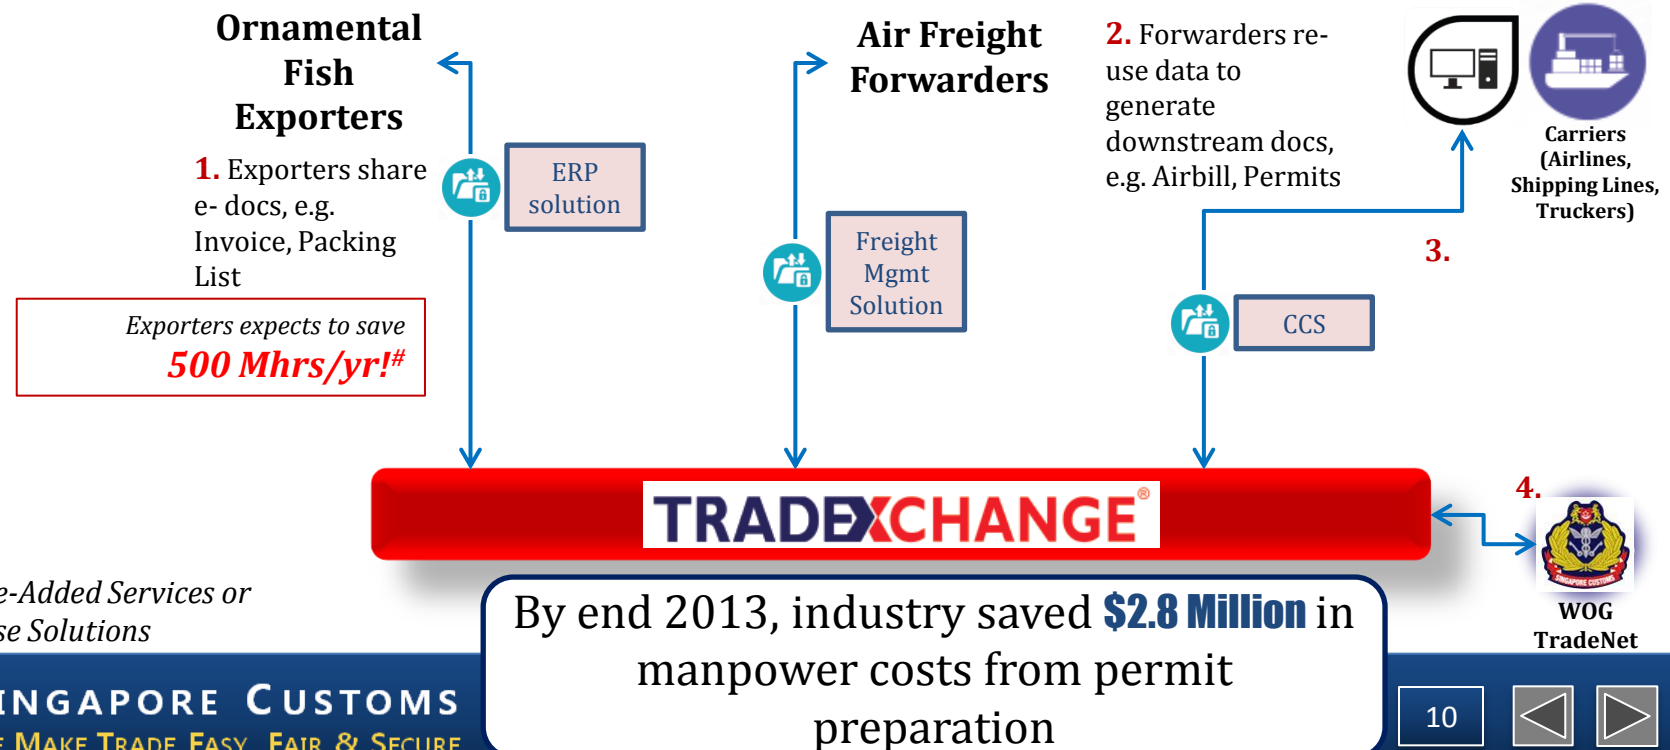 Ornamental
Fish
Exporters
1. Exporters share
e- docs, e.g.
Invoice, Packing
List
Exporters expects to save
500 Mhrs/yr!#
ERP
solution
Air Freight
Forwarders
Freight
Mgmt
Solution
2. Forwarders re-
use data to
generate
downstream docs,
e.g. Airbill, Permits
Carriers
(Airlines,
Shipping Lines,
Truckers)
3.
CCS
TRADEXCHANGE®
4.
SINGAPORE CUSTOMS
WOG
TradeNet
e-Added Services or
se Solutions
By end 2013, industry saved $2.8 Million in
manpower costs from permit
preparation
INGAPORE CUSTOMS
E MAKE TRADE EASY, FAIR & SECURE
10